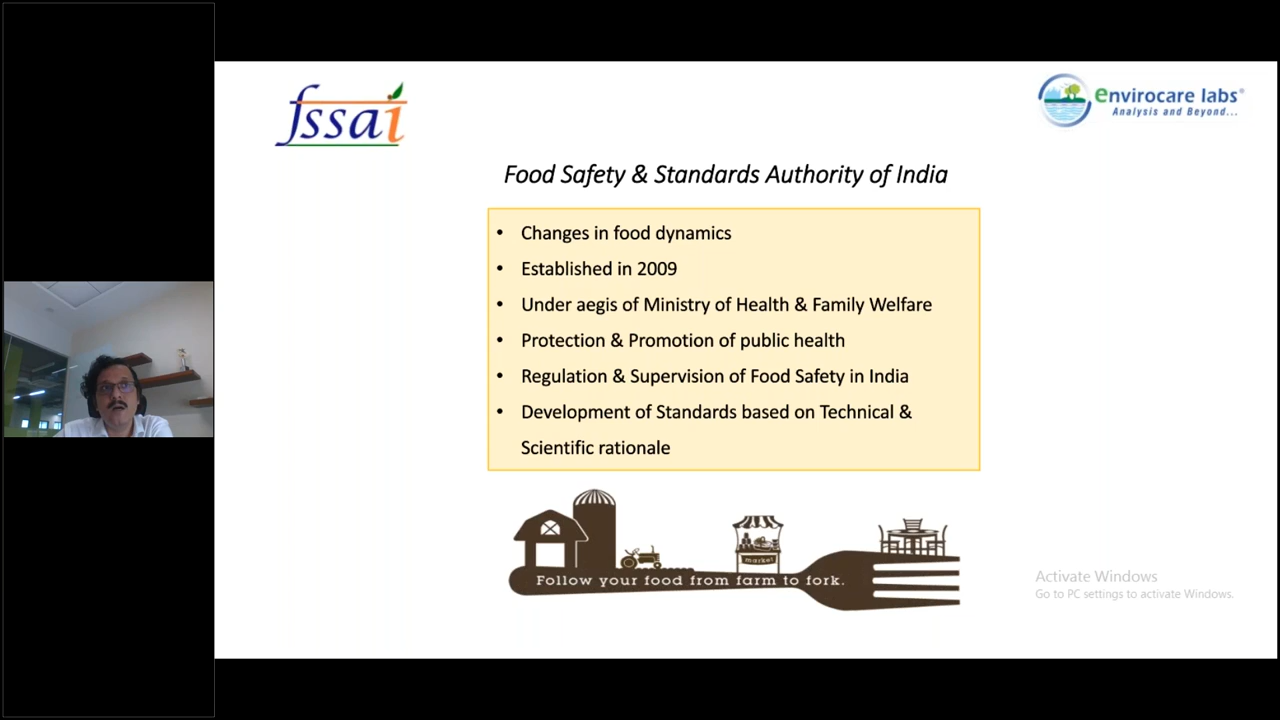 fssai
envirocare labs®
Analysis and Beyond...
Food Safety & Standards Authority of India
• Changes in food dynamics
• Established in 2009
• Under aegis of Ministry of Health & Family Welfare
• Protection & Promotion of public health
• Regulation & Supervision of Food Safety in India
• Development of Standards based on Technical &
Scientific rationale
market
Follow your food from farm to fork.
Activate Windows
Go to PC settings to activate Windows.